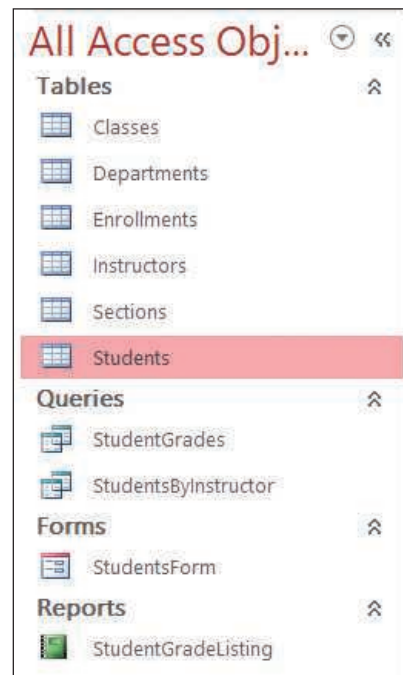 All Access Obj...
Tables
Classes
Departments
Enrollments
Instructors
Sections
Students
Queries
StudentGrades
StudentsByInstructor
Forms
StudentsForm
Reports
StudentGradeListing